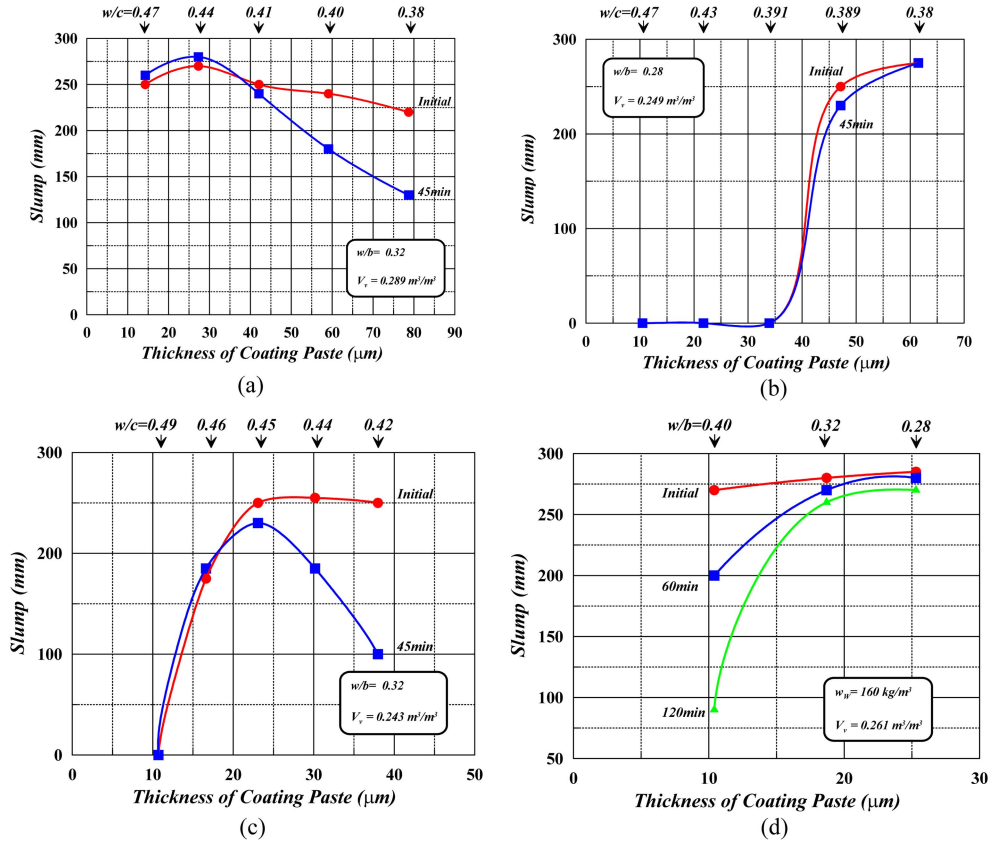 w/c=0.47 0.44 0.41 0.40 0.38
300
250
200
150
100
50
0
Slump (mm)
Initial
45min
w/b= 0.32
Vv = 0.289 m³/m³
0 10 20 30 40 50 60 70 80 90
Thickness of Coating Paste (μm)
(a)
w/c=0.47 0.43 0.391 0.389 0.38
300
200
100
0
Slump (mm)
w/b= 0.28
Vv = 0.249 m³/m³
Initial
45min
0 10 20 30 40 50 60 70
Thickness of Coating Paste (μm)
(b)
w/c=0.49 0.46 0.45 0.44 0.42
300
200
100
0
Slump (mm)
Initial
45min
w/b= 0.32
Vv = 0.243 m³/m³
0 10 20 30 40 50
Thickness of Coating Paste (μm)
(c)
w/b=0.40 0.32 0.28
300
250
200
150
100
50
Slump (mm)
Initial
60min
120min
wW= 160 kg/m³
Vv = 0.261 m³/m³
0 10 20 30
Thickness of Coating Paste (μm)
(d)